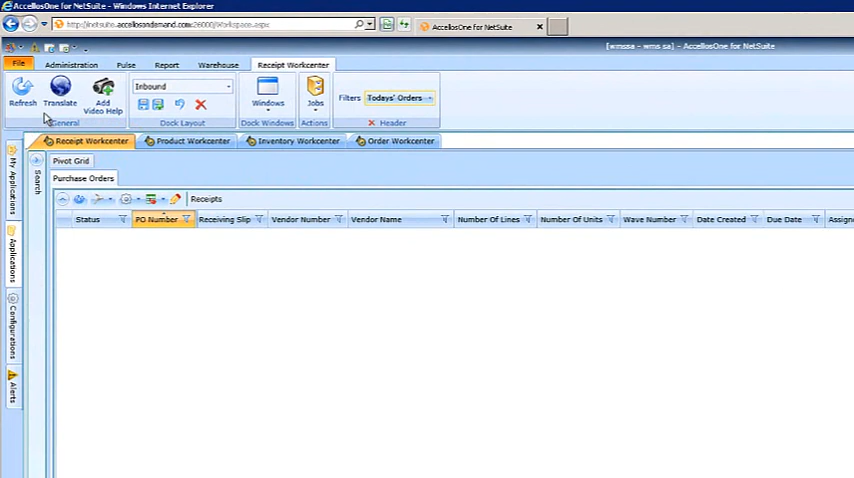 AccellosOne for NetSuite - Windows Internet Explorer
http://netsuite.accellosondemand.com:26000/Workspace.aspx
AccellosOne for NetSuite
[wmssa - wms sa] - AccellosOne for NetSuite
File Administration Pulse Report Warehouse Receipt Workcenter
Refresh Translate Add Video Help
General
Inbound
Dock Layout
Windows
Dock Windows
Jobs
Actions
Filters Todays' Orders
Header
Receipt Workcenter Product Workcenter Inventory Workcenter Order Workcenter
My Applications
Applications
Configurations
Alerts
Search
Pivot Grid
Purchase Orders
Receipts
Status PO Number Receiving Slip Vendor Number Vendor Name Number Of Lines Number Of Units Wave Number Date Created Due Date Assign